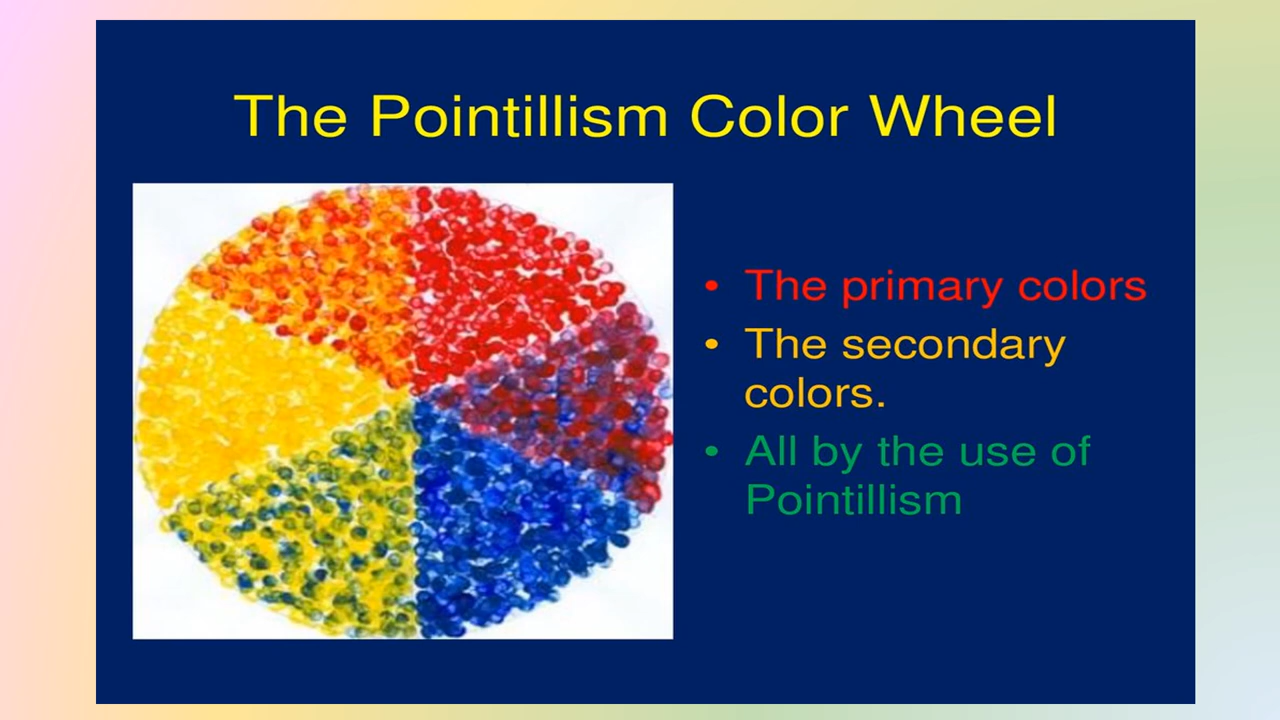 The Pointillism Color Wheel
• The primary colors
• The secondary
colors.
• All by the use of
Pointillism